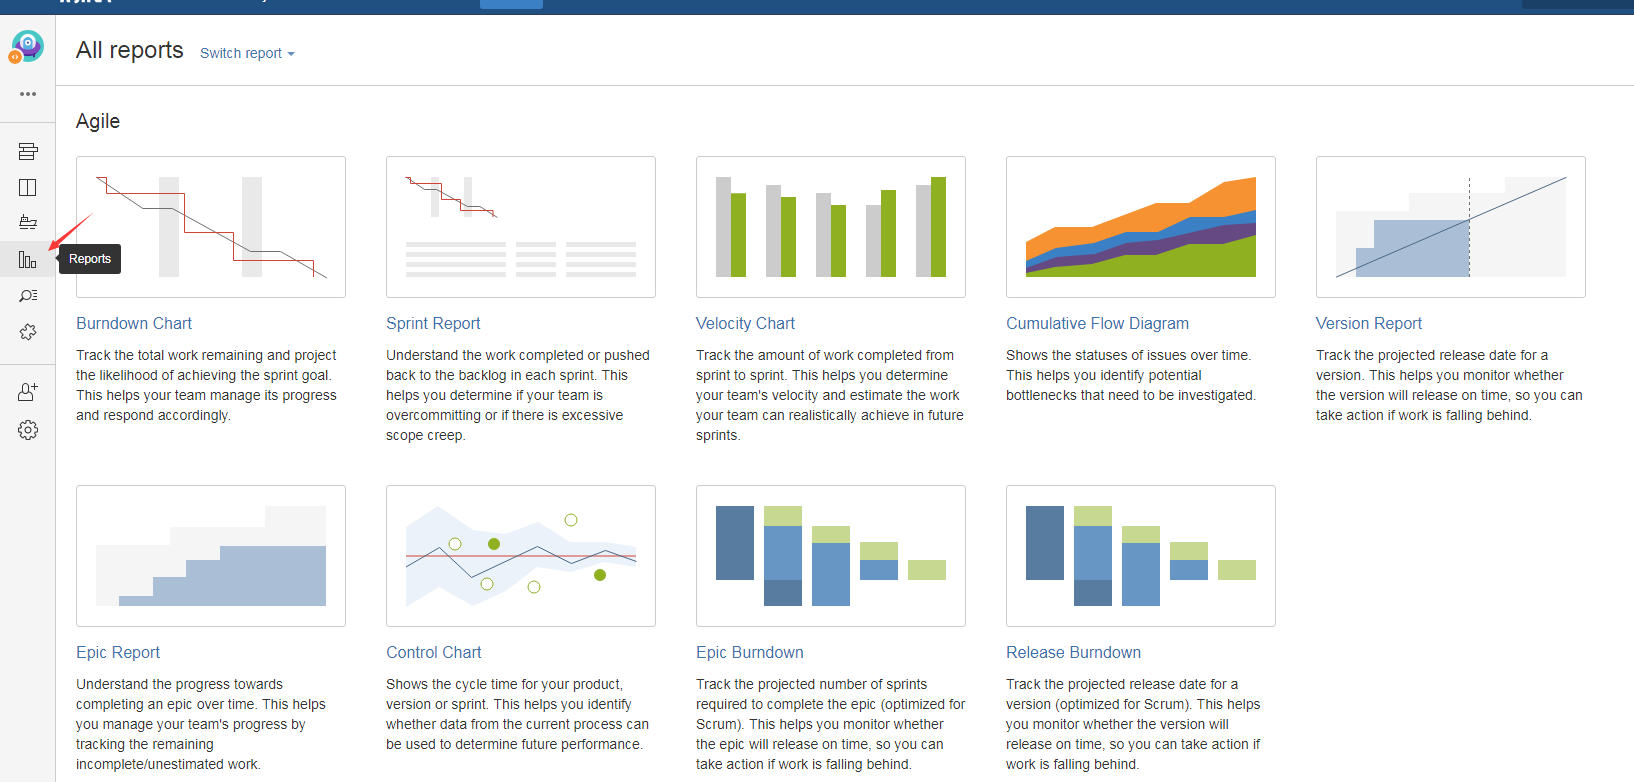 All reports
Switch report
Agile
Reports
Burndown Chart
Track the total work remaining and project
the likelihood of achieving the sprint goal.
This helps your team manage its progress
and respond accordingly.
Sprint Report
Understand the work completed or pushed
back to the backlog in each sprint. This
helps you determine if your team is
overcommitting or if there is excessive
scope creep.
Velocity Chart
Track the amount of work completed from
sprint to sprint. This helps you determine
your team's velocity and estimate the work
your team can realistically achieve in future
sprints.
Cumulative Flow Diagram
Shows the statuses of issues over time.
This helps you identify potential
bottlenecks that need to be investigated.
Version Report
Track the projected release date for a
version. This helps you monitor whether
the version will release on time, so you can
take action if work is falling behind.
Epic Report
Understand the progress towards
completing an epic over time. This helps
you manage your team's progress by
tracking the remaining
incomplete/unestimated work.
Control Chart
Shows the cycle time for your product,
version or sprint. This helps you identify
whether data from the current process can
be used to determine future performance.
Epic Burndown
Track the projected number of sprints
required to complete the epic (optimized for
Scrum). This helps you monitor whether
the epic will release on time, so you can
take action if work is falling behind.
Release Burndown
Track the projected release date for a
version (optimized for Scrum). This helps
you monitor whether the version will
release on time, so you can take action if
work is falling behind.